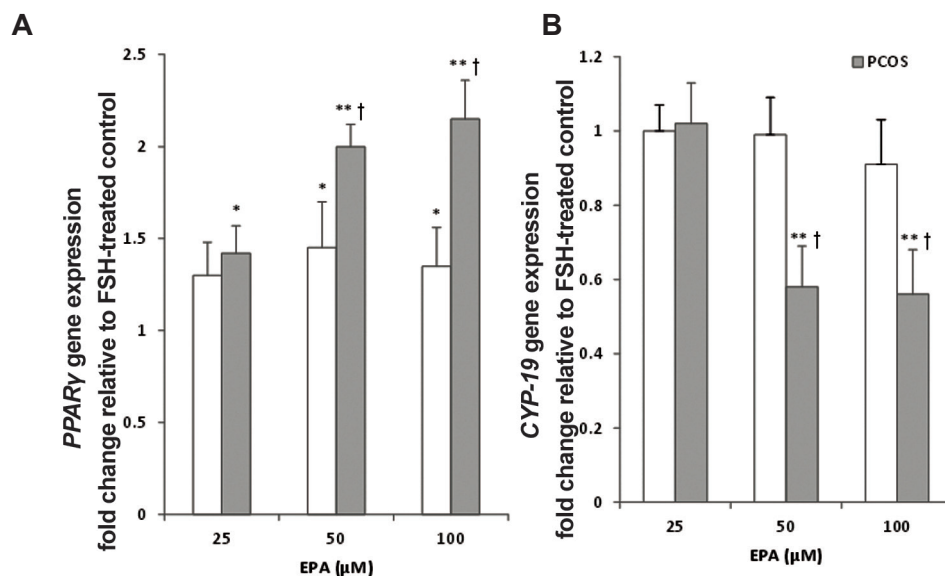 A
PPARγ gene expression
fold change relative to FSH-treated control
2.5
2
1.5
1
0.5
0
*
*
** †
*
** †
25
50
100
EPA (µM)
B
CYP-19 gene expression
fold change relative to FSH-treated control
PCOS
1.2
1
0.8
0.6
0.4
0.2
0
** †
** †
25
50
100
EPA (µM)